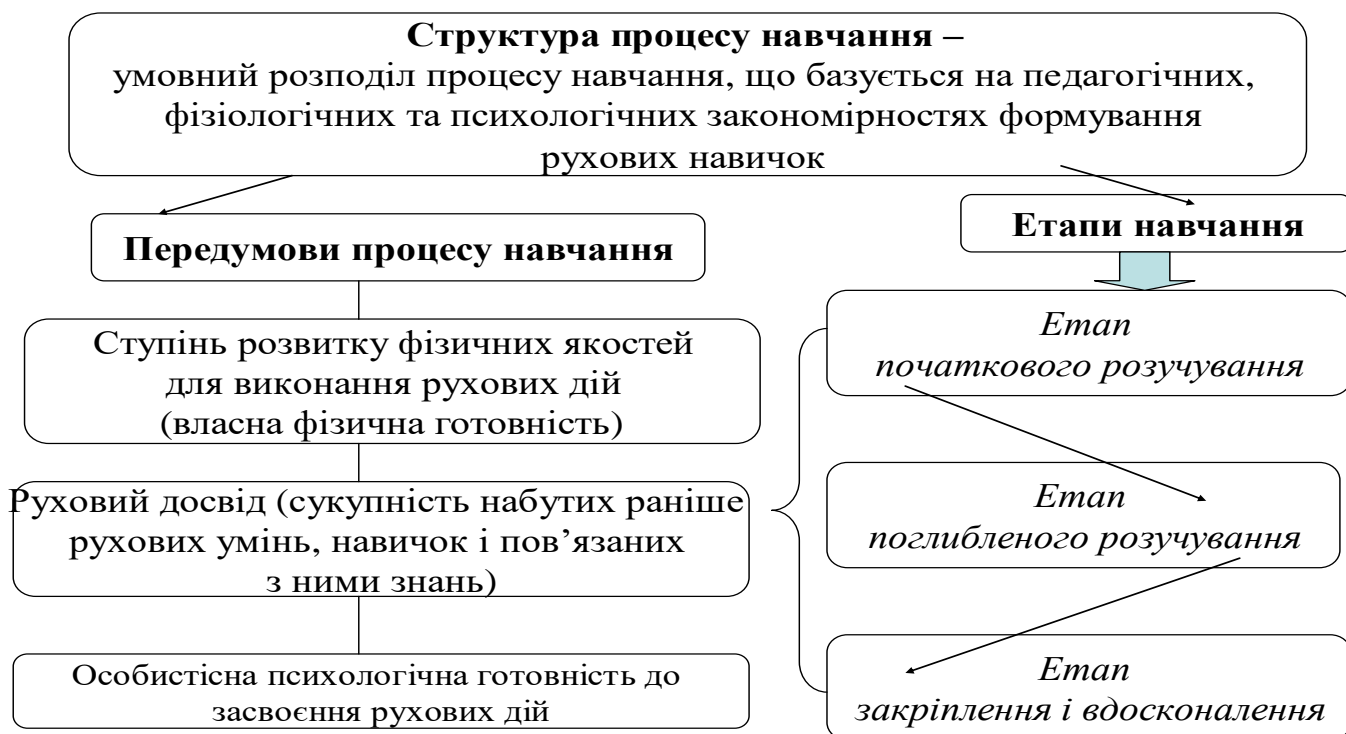 Структура процесу навчання –
умовний розподіл процесу навчання, що базується на педагогічних,
фізіологічних та психологічних закономірностях формування
рухових навичок
Передумови процесу навчання
Ступінь розвитку фізичних якостей
для виконання рухових дій
(власна фізична готовність)
Руховий досвід (сукупність набутих раніше
рухових умінь, навичок і пов’язаних
з ними знань)
Особистісна психологічна готовність до
засвоєння рухових дій
Етапи навчання
Етап
початкового розучування
Етап
поглибленого розучування
Етап
закріплення і вдосконалення